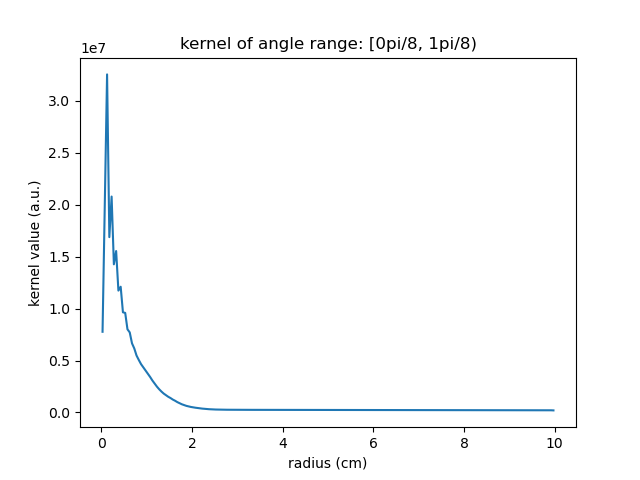 kernel of angle range: [0pi/8, 1pi/8)
1e7
3.0
2.5
2.0
1.5
1.0
0.5
0.0
kernel value (a.u.)
0 2 4 6 8 10
radius (cm)